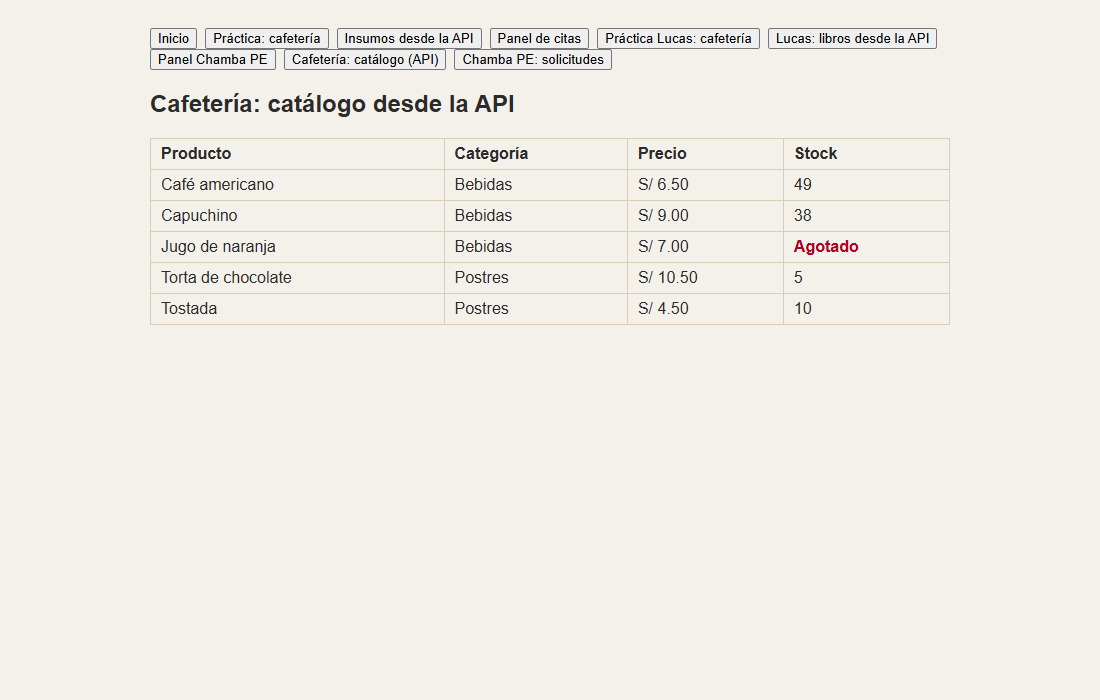 Inicio Práctica: cafetería Insumos desde la API Panel de citas Práctica Lucas: cafetería Lucas: libros desde la API
Panel Chamba PE Cafetería: catálogo (API) Chamba PE: solicitudes
Cafetería: catálogo desde la API
Producto Categoría Precio Stock
Café americano Bebidas S/ 6.50 49
Capuchino Bebidas S/ 9.00 38
Jugo de naranja Bebidas S/ 7.00 Agotado
Torta de chocolate Postres S/ 10.50 5
Tostada Postres S/ 4.50 10